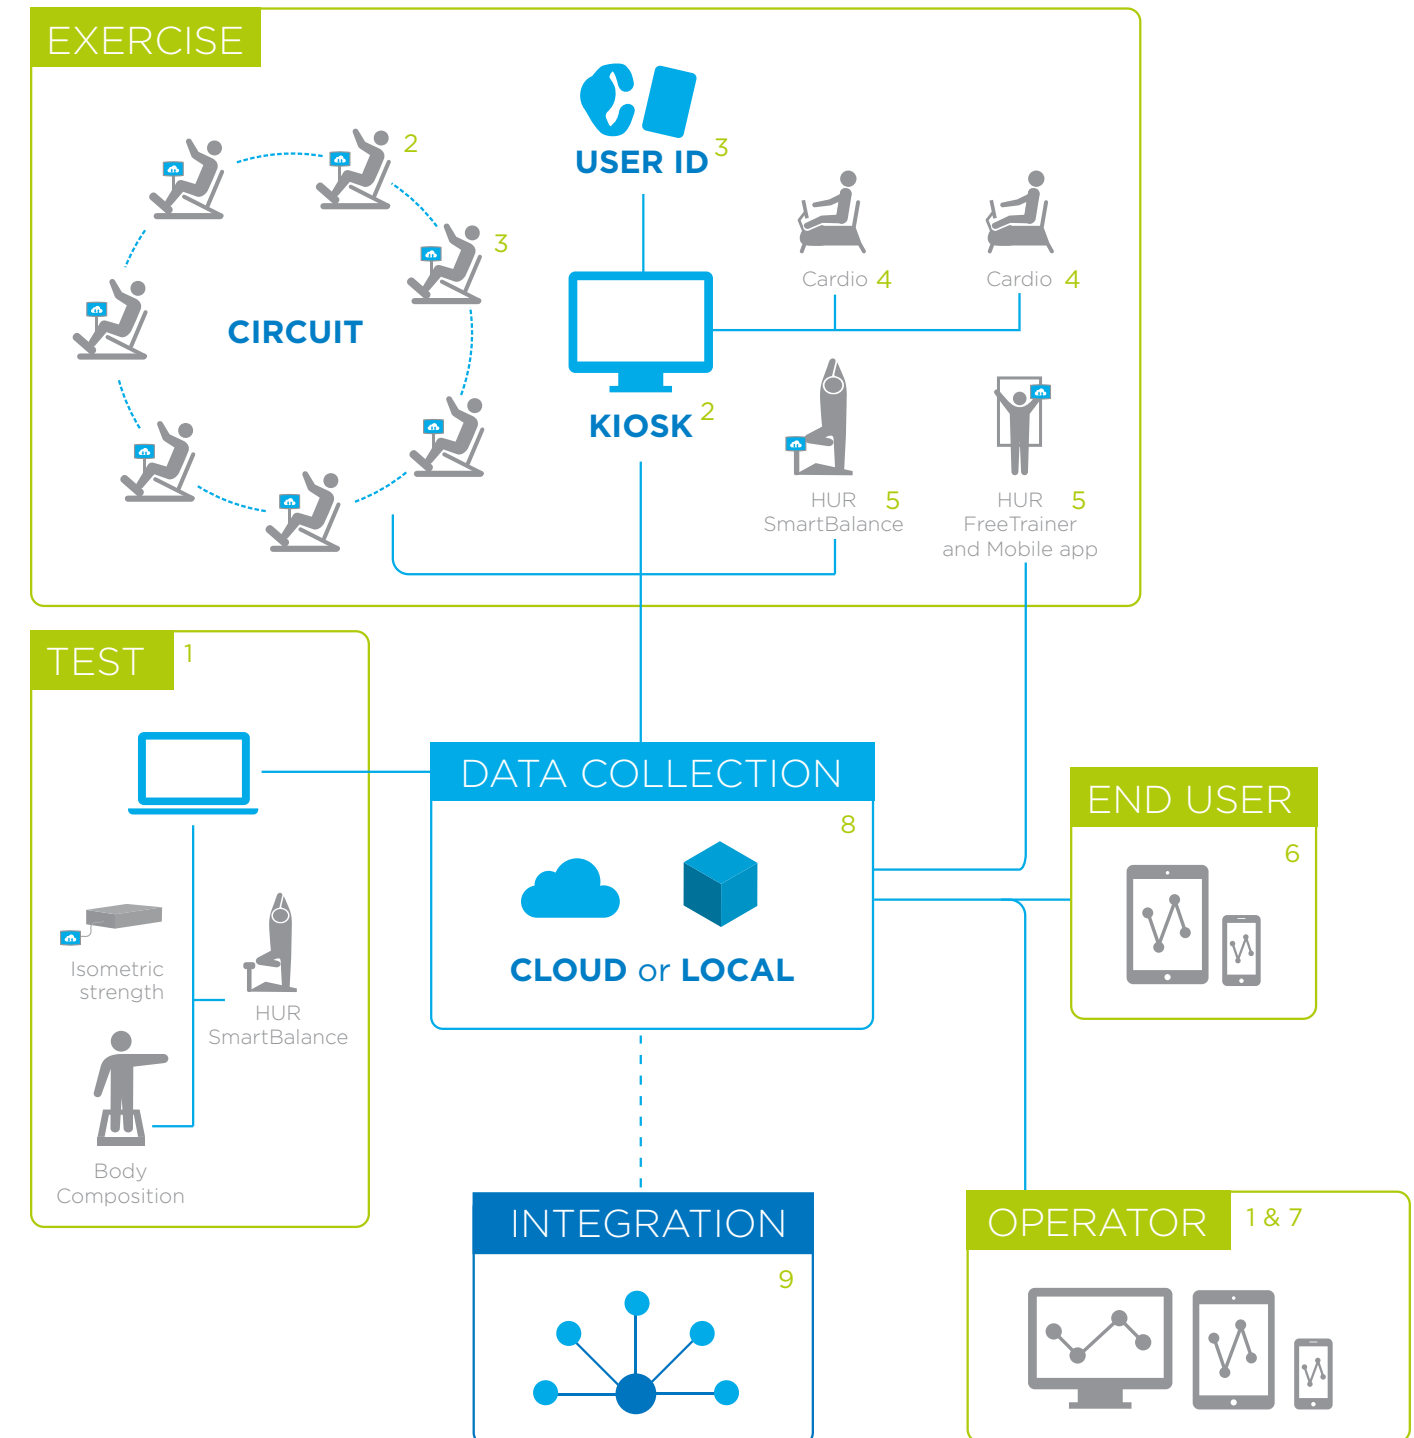 EXERCISE
2
3
CIRCUIT
USER ID 3
KIOSK 2
Cardio 4
Cardio 4
HUR 5
SmartBalance
HUR 5
FreeTrainer
and Mobile app
TEST 1
Isometric
strength
HUR
SmartBalance
Body
Composition
DATA COLLECTION
8
CLOUD or LOCAL
END USER
6
INTEGRATION
9
OPERATOR 1 & 7